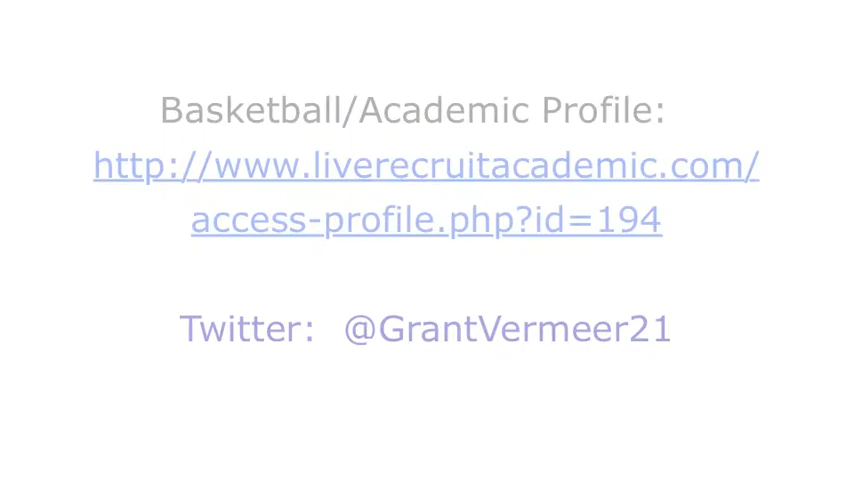 Basketball/Academic Profile:
http://www.liverecruitacademic.com/
access-profile.php?id=194
Twitter:  @GrantVermeer21